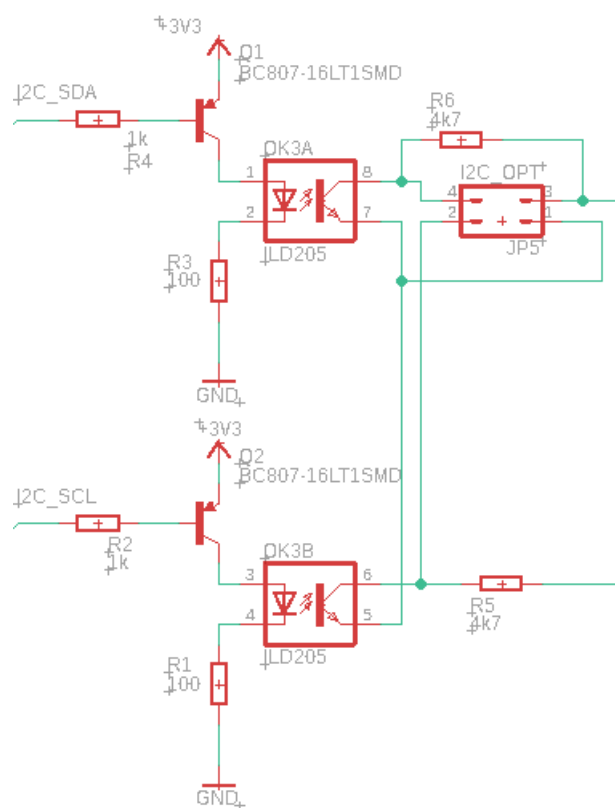 +3V3
Q1
BC807-16LT1SMD
I2C_SDA
1k
R4
OK3A
1
8
2
7
ILD205
R6
4k7
I2C_OPT
4
3
2
1
JP5
R3
100
GND
+3V3
Q2
BC807-16LT1SMD
I2C_SCL
R2
1k
OK3B
3
6
4
5
ILD205
R5
4k7
R1
100
GND